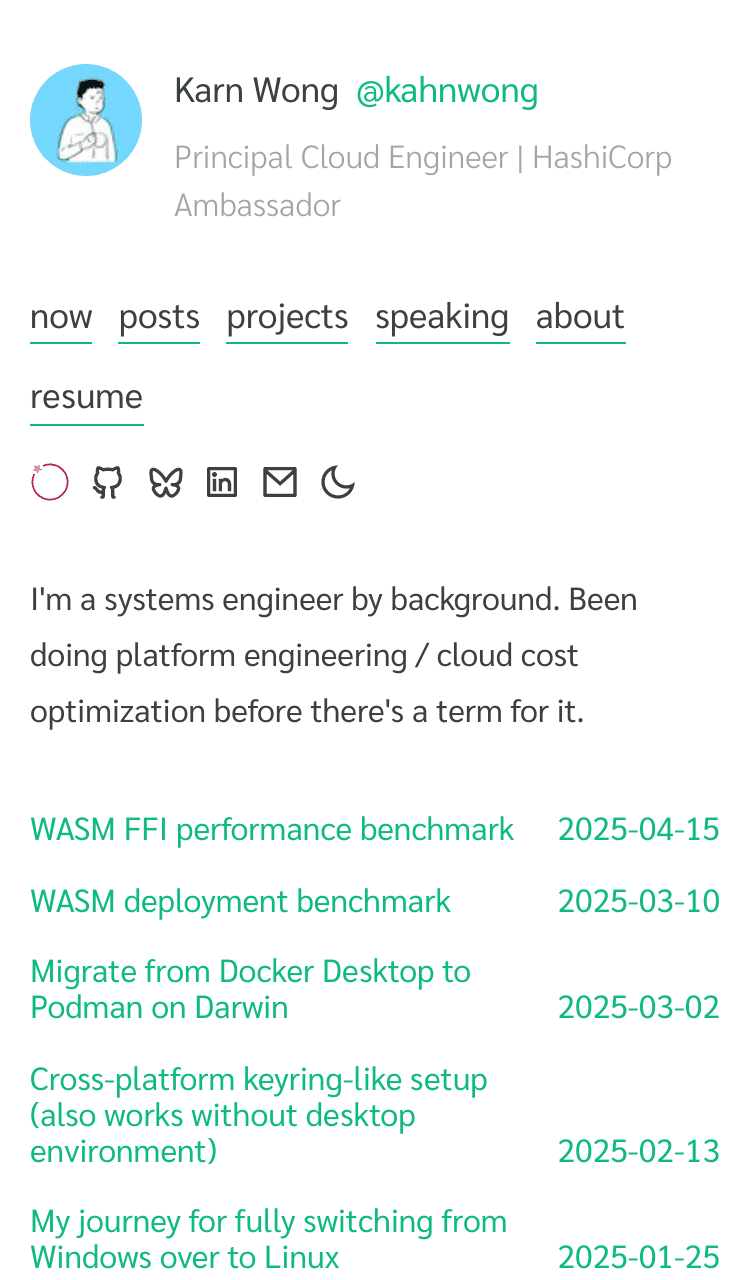 Karn Wong @kahnwong
Principal Cloud Engineer | HashiCorp
Ambassador
now posts projects speaking about
resume
I'm a systems engineer by background. Been
doing platform engineering / cloud cost
optimization before there's a term for it.
WASM FFI performance benchmark 2025-04-15
WASM deployment benchmark 2025-03-10
Migrate from Docker Desktop to
Podman on Darwin 2025-03-02
Cross-platform keyring-like setup
(also works without desktop
environment) 2025-02-13
My journey for fully switching from
Windows over to Linux 2025-01-25